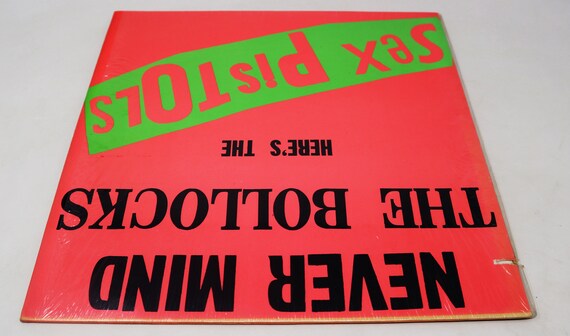 NEVER MIND
THE BOLLOCKS
HERE'S THE
Sex PisTOLS